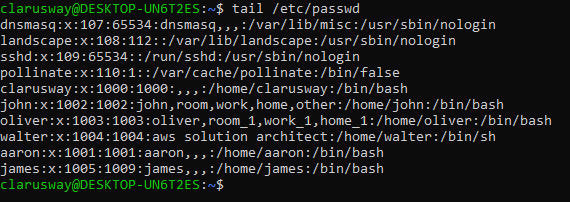 clarusway@DESKTOP-UN6T2ES:~$ tail /etc/passwd
dnsmasq:x:107:65534:dnsmasq,,,:/var/lib/misc:/usr/sbin/nologin
landscape:x:108:112::/var/lib/landscape:/usr/sbin/nologin
sshd:x:109:65534::/run/sshd:/usr/sbin/nologin
pollinate:x:110:1::/var/cache/pollinate:/bin/false
clarusway:x:1000:1000:,,,:/home/clarusway:/bin/bash
john:x:1002:1002:john,room,work,home,other:/home/john:/bin/bash
oliver:x:1003:1003:oliver,room_1,work_1,home_1:/home/oliver:/bin/bash
walter:x:1004:1004:aws solution architect:/home/walter:/bin/sh
aaron:x:1001:1001:aaron,,,:/home/aaron:/bin/bash
james:x:1005:1009:james,,,:/home/james:/bin/bash
clarusway@DESKTOP-UN6T2ES:~$